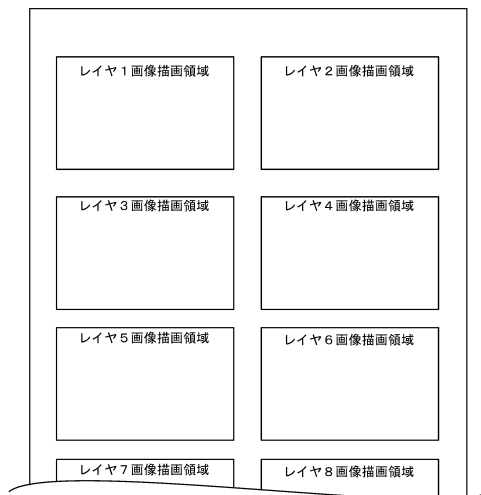 レイヤ１画像描画領域
レイヤ２画像描画領域
レイヤ３画像描画領域
レイヤ４画像描画領域
レイヤ５画像描画領域
レイヤ６画像描画領域
レイヤ７画像描画領域
レイヤ８画像描画領域